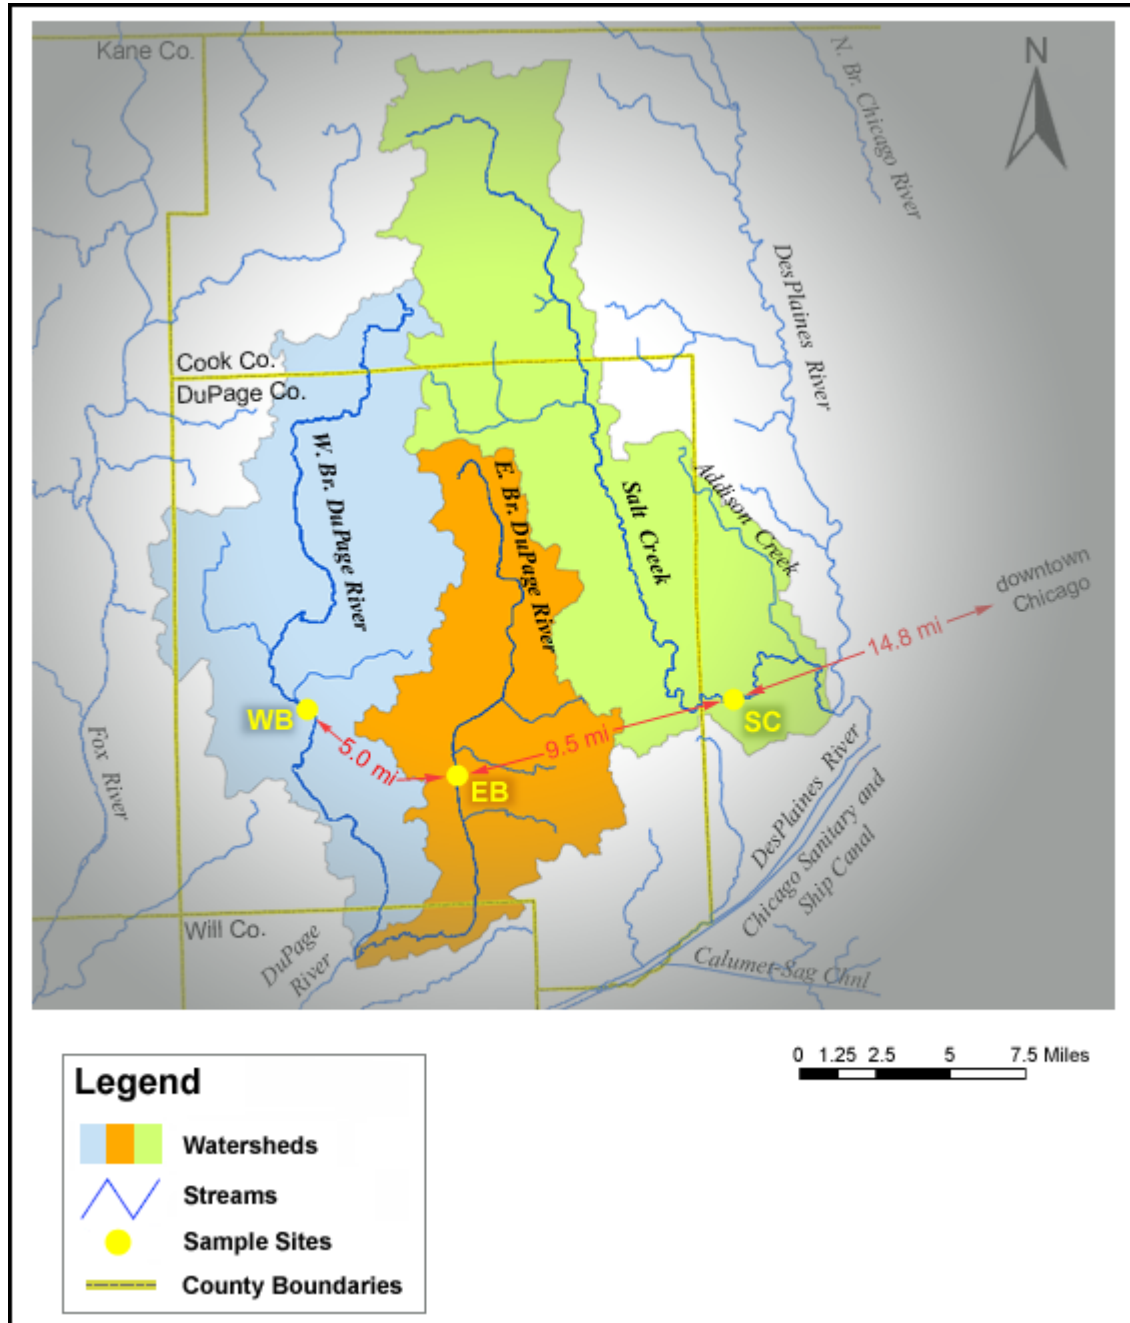 Kane Co.
N. Br. Chicago River
N
DesPlaines River
Cook Co.
DuPage Co.
W. Br. DuPage River
E. Br. DuPage River
Salt Creek
Addison Creek
downtown
Chicago
14.8 mi
WB
SC
5.0 mi
9.5 mi
EB
Fox River
DesPlaines River
Chicago Sanitary and
Ship Canal
Will Co.
DuPage
River
Calumet-Sag Chnl
0 1.25 2.5 5 7.5 Miles
Legend
Watersheds
Streams
Sample Sites
County Boundaries